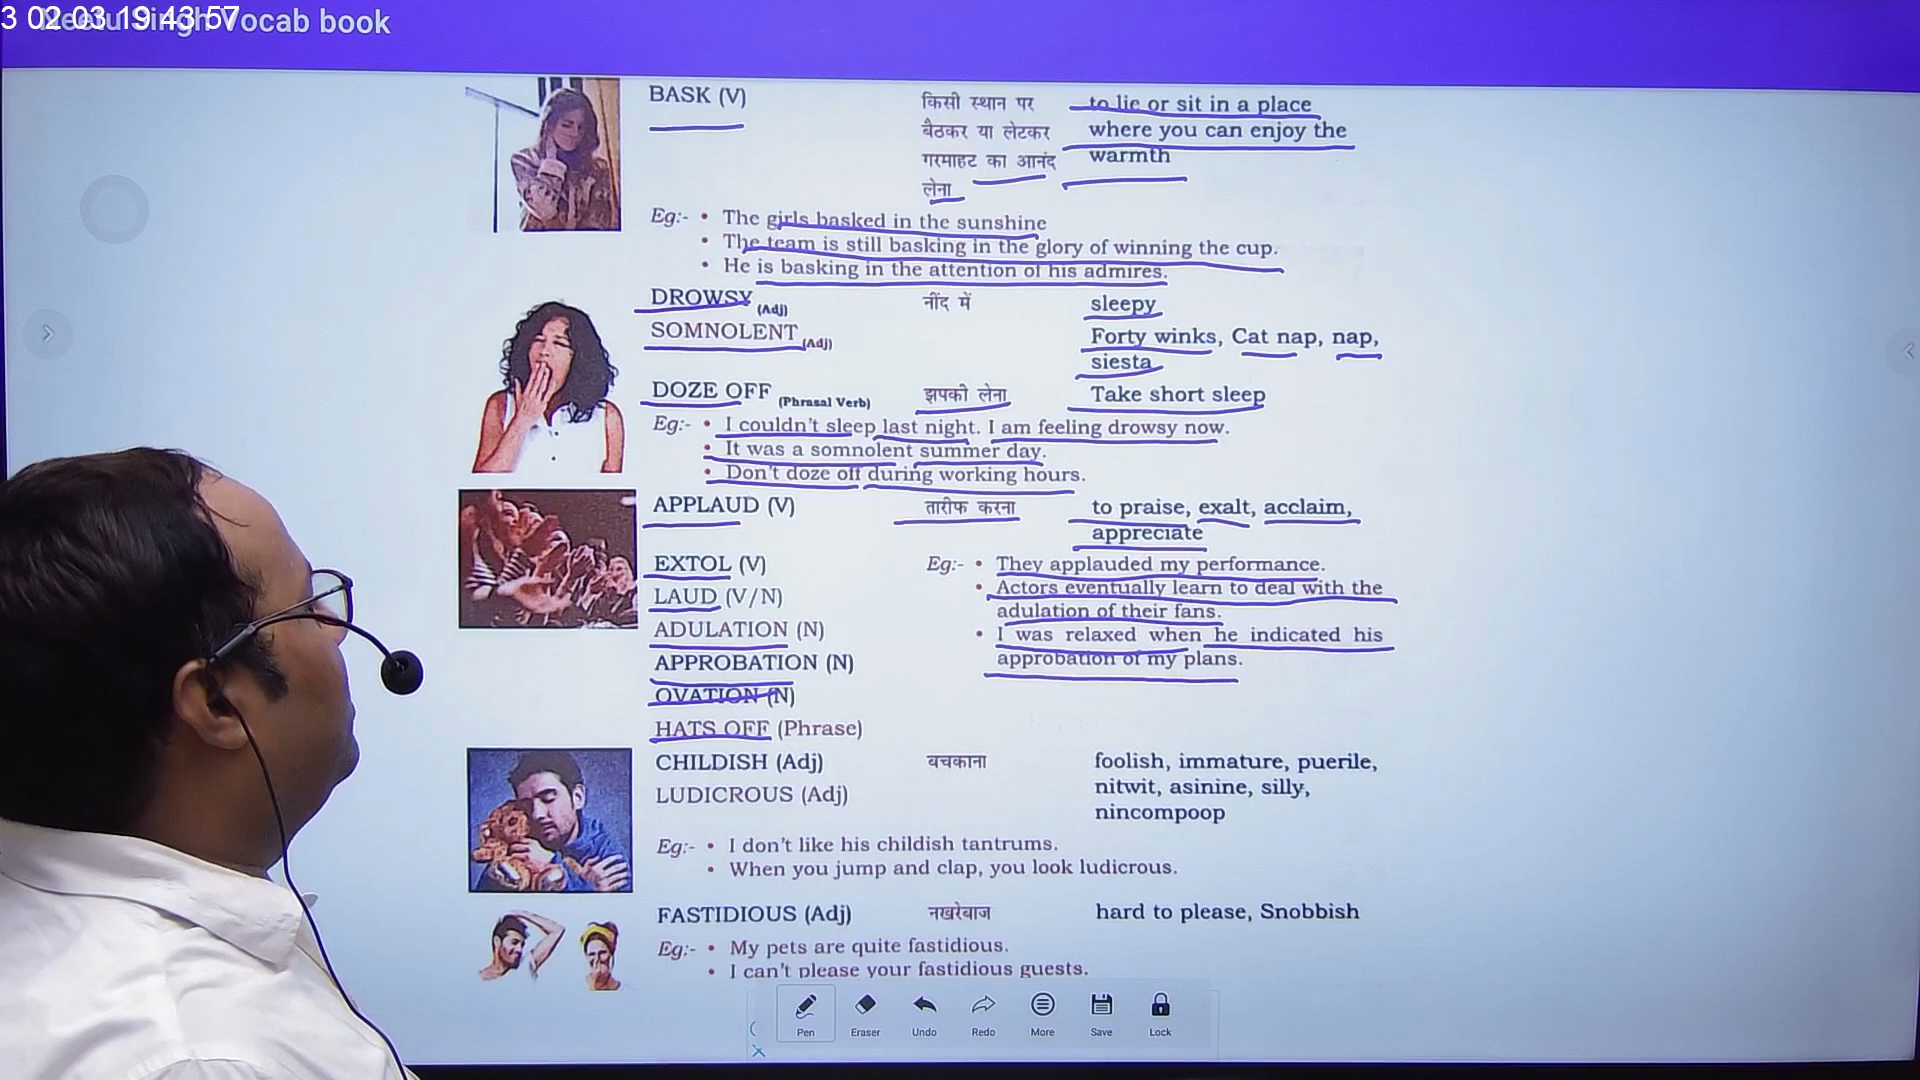 3 02 03 19 43 57
Neetu Singh Vocab book
BASK (V) किसी स्थान पर to lie or sit in a place
बैठकर या लेटकर where you can enjoy the
गरमाहट का आनंद warmth
लेना
Eg:- • The girls basked in the sunshine
• The team is still basking in the glory of winning the cup.
• He is basking in the attention of his admires.
DROWSY (Adj) नींद में sleepy
SOMNOLENT (Adj) Forty winks, Cat nap, nap,
siesta
DOZE OFF (Phrasal Verb) झपकी लेना Take short sleep
Eg:- • I couldn't sleep last night. I am feeling drowsy now.
• It was a somnolent summer day.
• Don't doze off during working hours.
APPLAUD (V) तारीफ करना to praise, exalt, acclaim,
appreciate
EXTOL (V) Eg:- • They applauded my performance.
LAUD (V/N) • Actors eventually learn to deal with the
adulation of their fans.
ADULATION (N) • I was relaxed when he indicated his
APPROBATION (N) approbation of my plans.
OVATION (N)
HATS OFF (Phrase)
CHILDISH (Adj) बचकाना foolish, immature, puerile,
LUDICROUS (Adj) nitwit, asinine, silly,
nincompoop
Eg:- • I don't like his childish tantrums.
• When you jump and clap, you look ludicrous.
FASTIDIOUS (Adj) नखरेबाज hard to please, Snobbish
Eg:- • My pets are quite fastidious.
• I can't please your fastidious guests.
Pen Eraser Undo Redo More Save Lock